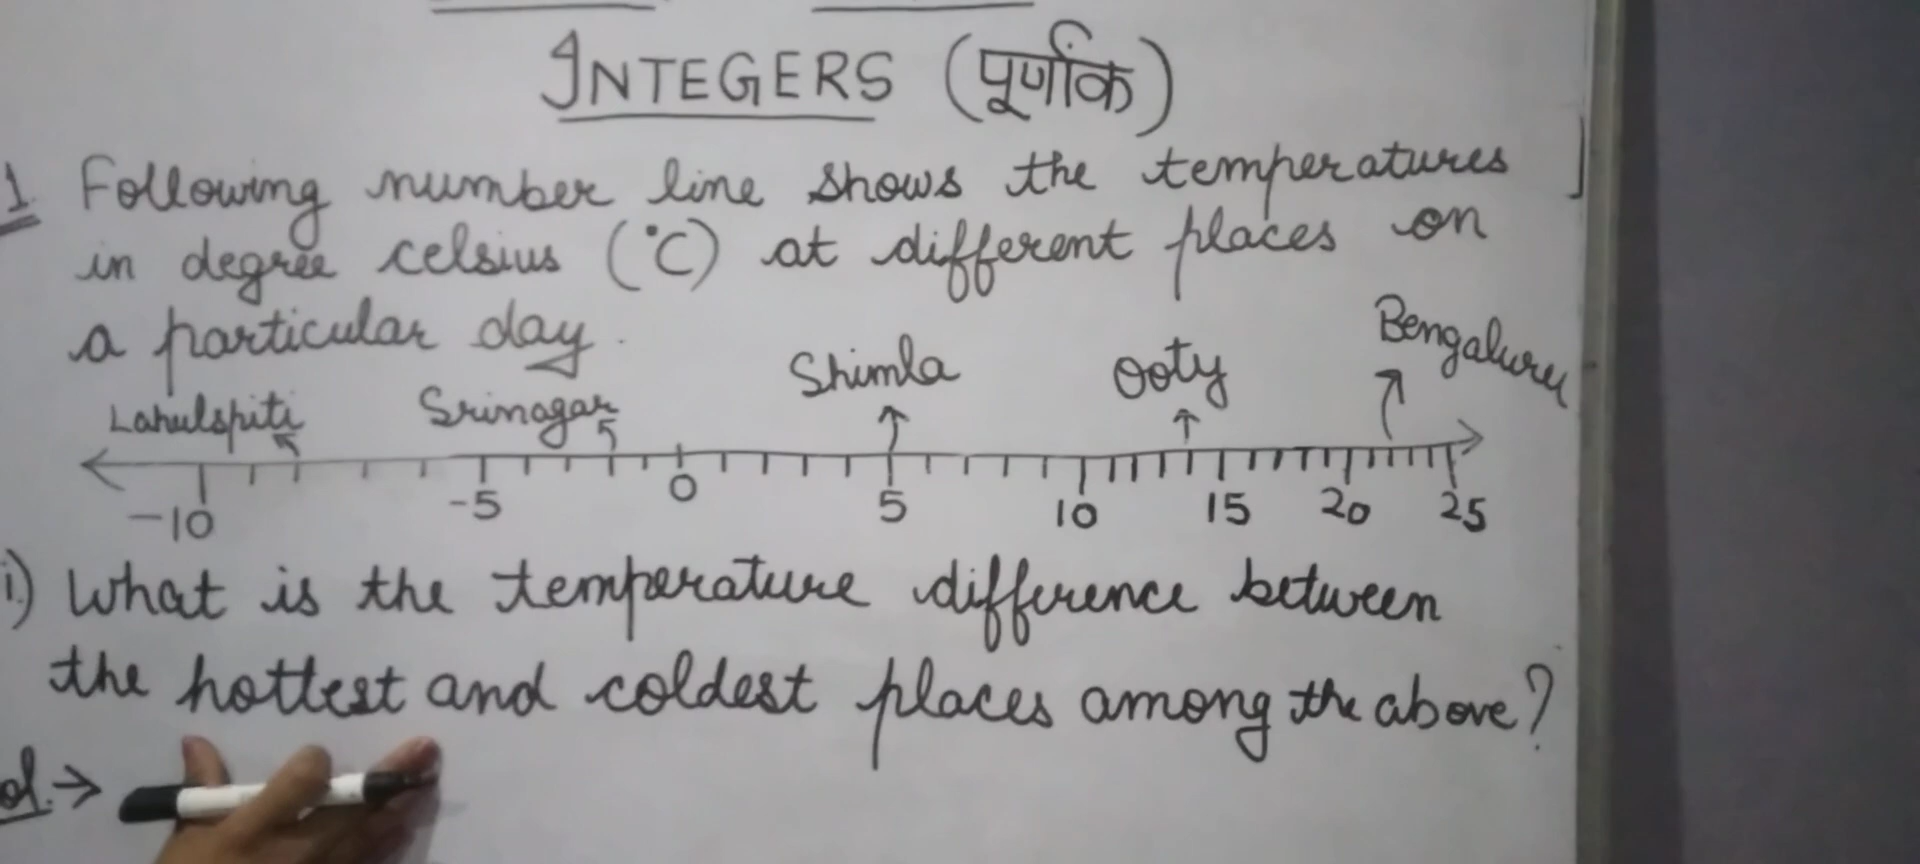 INTEGERS (पूर्णांक)
1. Following number line shows the temperatures
in degree celsius (°C) at different places on
a particular day.
Lahulspiti Srinagar Shimla Ooty Bengaluru
-10 -5 0 5 10 15 20 25
i) What is the temperature difference between
the hottest and coldest places among the above?